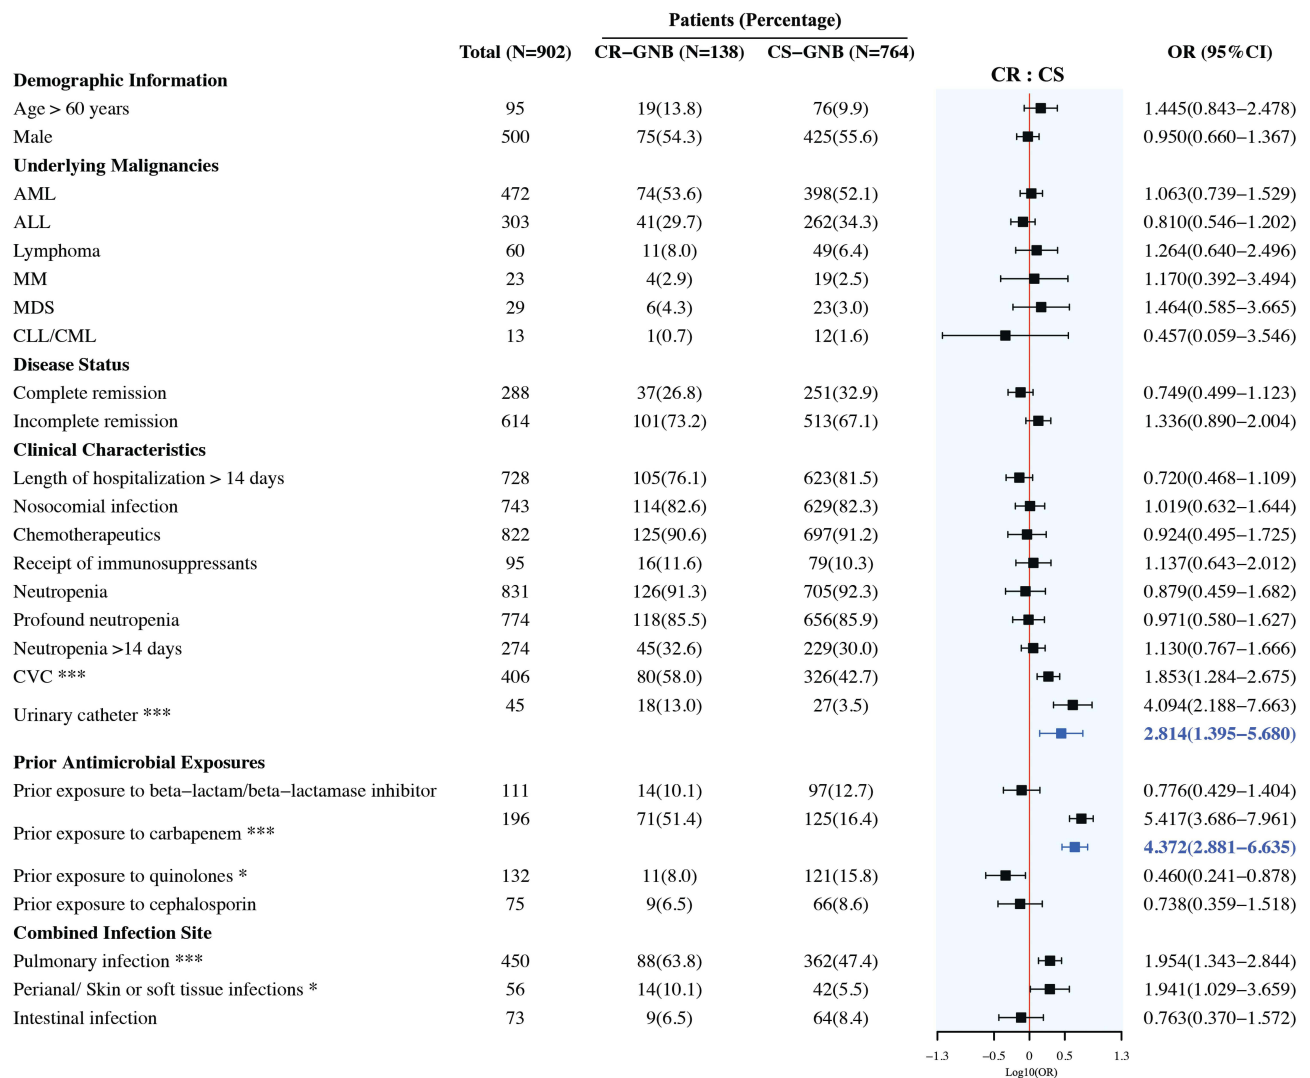 Patients (Percentage)
Total (N=902) CR−GNB (N=138) CS−GNB (N=764) OR (95%CI)
Demographic Information CR : CS
Age > 60 years 95 19(13.8) 76(9.9) 1.445(0.843−2.478)
Male 500 75(54.3) 425(55.6) 0.950(0.660−1.367)
Underlying Malignancies
AML 472 74(53.6) 398(52.1) 1.063(0.739−1.529)
ALL 303 41(29.7) 262(34.3) 0.810(0.546−1.202)
Lymphoma 60 11(8.0) 49(6.4) 1.264(0.640−2.496)
MM 23 4(2.9) 19(2.5) 1.170(0.392−3.494)
MDS 29 6(4.3) 23(3.0) 1.464(0.585−3.665)
CLL/CML 13 1(0.7) 12(1.6) 0.457(0.059−3.546)
Disease Status
Complete remission 288 37(26.8) 251(32.9) 0.749(0.499−1.123)
Incomplete remission 614 101(73.2) 513(67.1) 1.336(0.890−2.004)
Clinical Characteristics
Length of hospitalization > 14 days 728 105(76.1) 623(81.5) 0.720(0.468−1.109)
Nosocomial infection 743 114(82.6) 629(82.3) 1.019(0.632−1.644)
Chemotherapeutics 822 125(90.6) 697(91.2) 0.924(0.495−1.725)
Receipt of immunosuppressants 95 16(11.6) 79(10.3) 1.137(0.643−2.012)
Neutropenia 831 126(91.3) 705(92.3) 0.879(0.459−1.682)
Profound neutropenia 774 118(85.5) 656(85.9) 0.971(0.580−1.627)
Neutropenia >14 days 274 45(32.6) 229(30.0) 1.130(0.767−1.666)
CVC *** 406 80(58.0) 326(42.7) 1.853(1.284−2.675)
Urinary catheter *** 45 18(13.0) 27(3.5) 4.094(2.188−7.663)
2.814(1.395−5.680)
Prior Antimicrobial Exposures
Prior exposure to beta−lactam/beta−lactamase inhibitor 111 14(10.1) 97(12.7) 0.776(0.429−1.404)
Prior exposure to carbapenem *** 196 71(51.4) 125(16.4) 5.417(3.686−7.961)
4.372(2.881−6.635)
Prior exposure to quinolones * 132 11(8.0) 121(15.8) 0.460(0.241−0.878)
Prior exposure to cephalosporin 75 9(6.5) 66(8.6) 0.738(0.359−1.518)
Combined Infection Site
Pulmonary infection *** 450 88(63.8) 362(47.4) 1.954(1.343−2.844)
Perianal/ Skin or soft tissue infections * 56 14(10.1) 42(5.5) 1.941(1.029−3.659)
Intestinal infection 73 9(6.5) 64(8.4) 0.763(0.370−1.572)
−1.3 −0.5 0 0.5 1.3
Log10(OR)